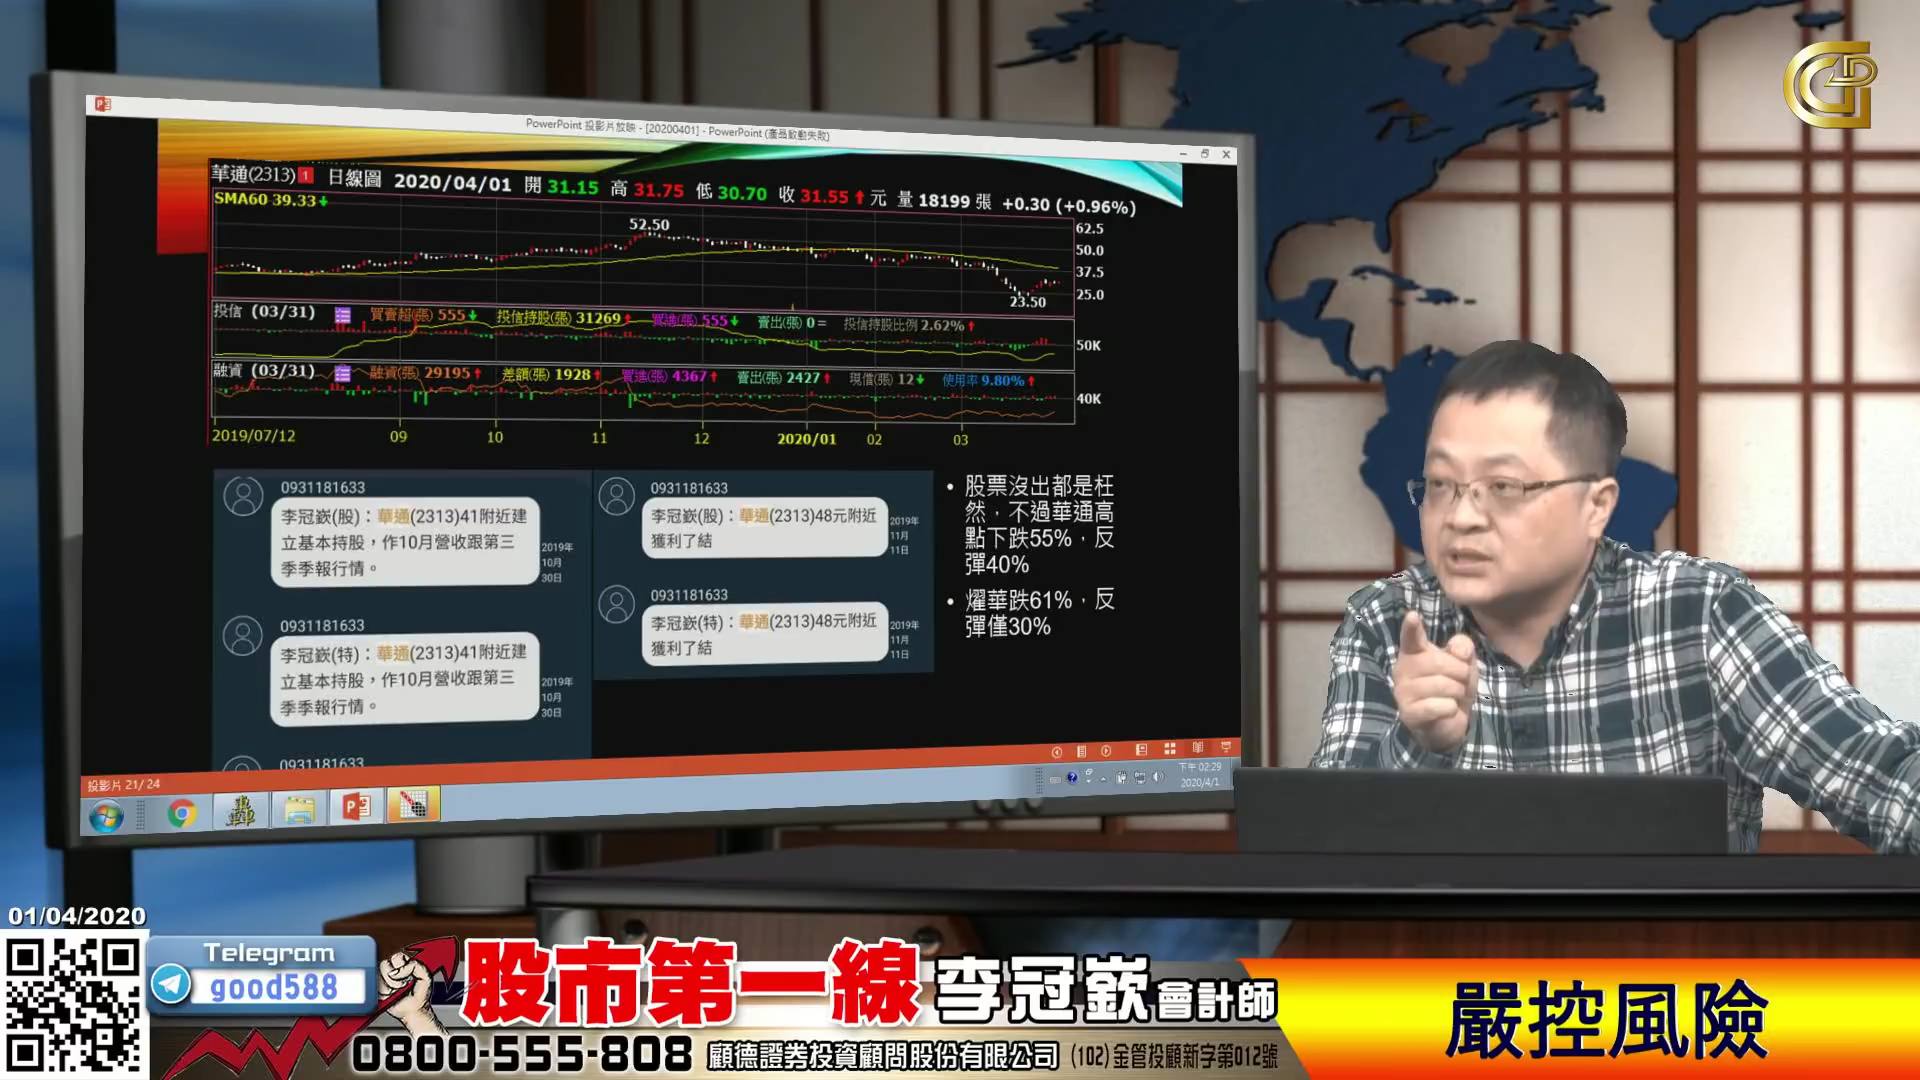 PowerPoint 投影片放映 - [20200401] - PowerPoint (產品啟動失敗)
華通(2313) 1 日線圖 2020/04/01 開 31.15 高 31.75 低 30.70 收 31.55 元 量 18199 張 +0.30 (+0.96%)
SMA60 39.33
52.50
62.5
50.0
37.5
25.0
23.50
投信 (03/31) 買賣超(張) 555 投信持股(張) 31269 買進(張) 555 賣出(張) 0 = 投信持股比例 2.62%
50K
融資 (03/31) 融資(張) 29195 差額(張) 1928 買進(張) 4367 賣出(張) 2427 現償(張) 12 使用率 9.80%
40K
2019/07/12 09 10 11 12 2020/01 02 03
0931181633
李冠嶔(股)：華通(2313)41附近建
立基本持股，作10月營收跟第三
季季報行情。
2019年
10月
30日
0931181633
李冠嶔(特)：華通(2313)41附近建
立基本持股，作10月營收跟第三
季季報行情。
2019年
10月
30日
0931181633
0931181633
李冠嶔(股)：華通(2313)48元附近
獲利了結
2019年
11月
11日
0931181633
李冠嶔(特)：華通(2313)48元附近
獲利了結
2019年
11月
11日
• 股票沒出都是枉
然，不過華通高
點下跌55%，反
彈40%
• 燿華跌61%，反
彈僅30%
投影片 21/24
下午 02:29
2020/4/1
01/04/2020
Telegram
good588
股市第一線 李冠嶔 會計師
0800-555-808 顧德證券投資顧問股份有限公司 (102)金管投顧新字第012號
嚴控風險